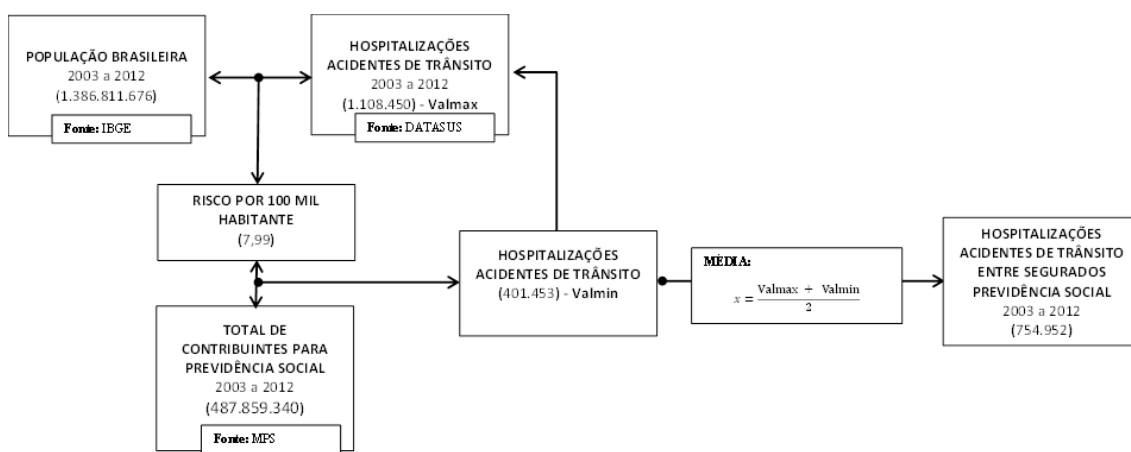 POPULAÇÃO BRASILEIRA
2003 a 2012
(1.386.811.676)
Fonte: IBGE
HOSPITALIZAÇÕES
ACIDENTES DE TRÂNSITO
2003 a 2012
(1.108.450) - Valmax
Fonte: DATASUS
RISCO POR 100 MIL
HABITANTE
(7,99)
TOTAL DE
CONTRIBUINTES PARA
PREVIDÊNCIA SOCIAL
2003 a 2012
(487.859.340)
Fonte: MPS
HOSPITALIZAÇÕES
ACIDENTES DE TRÂNSITO
(401.453) - Valmin
MÉDIA:
x = Valmax + Valmin
2
HOSPITALIZAÇÕES
ACIDENTES DE TRÂNSITO
ENTRE SEGURADOS
PREVIDÊNCIA SOCIAL
2003 a 2012
(754.952)